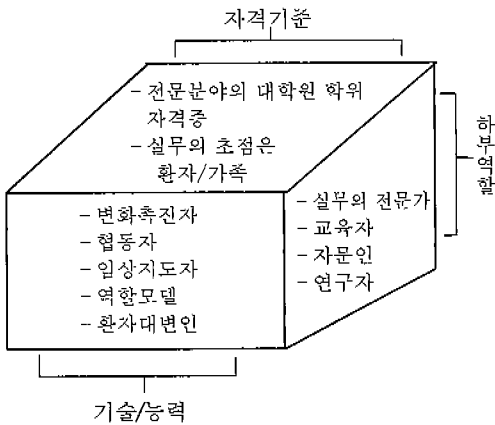 자격기준
- 전문분야의 대학원 학위
자격증
- 실무의 초점은
환자/가족
하부역할
- 변화촉진자
- 협동자
- 임상지도자
- 역할모델
- 환자대변인
- 실무의 전문가
- 교육자
- 자문인
- 연구자
기술/능력